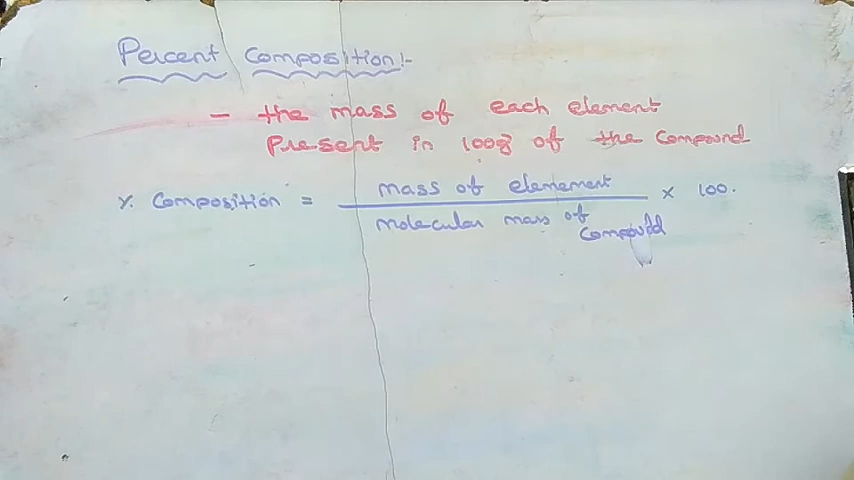 Percent Composition:-
- the mass of each element
Present in 100g of the Compound
% Composition = mass of elemement / molecular mass of Compound × 100.